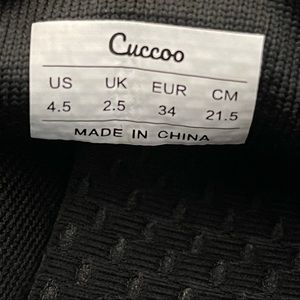 Cuccoo
US UK EUR CM
4.5 2.5 34 21.5
MADE IN CHINA